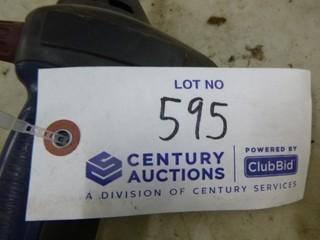 LOT NO
595
CENTURY AUCTIONS
POWERED BY
ClubBid
A DIVISION OF CENTURY SERVICES